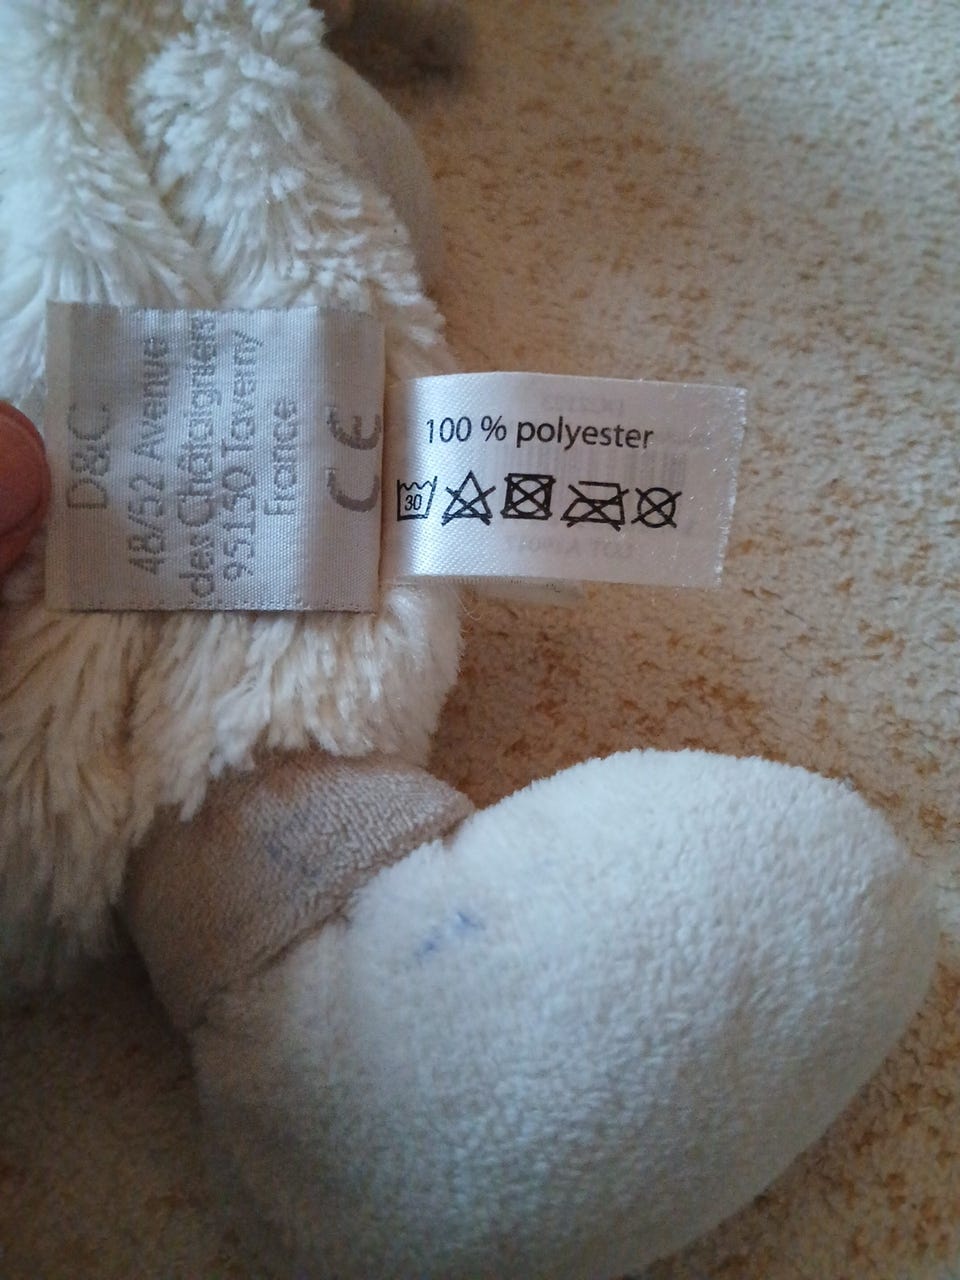 D&C
48/52 Avenue
des Châtaigniers
95150 Taverny
France
CE
100 % polyester
30